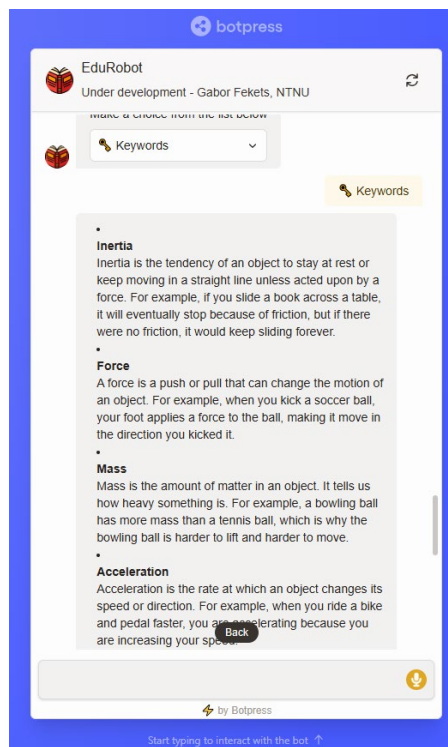 botpress
EduRobot
Under development - Gabor Fekets, NTNU
Make a choice from the list below
Keywords
Keywords
•
Inertia
Inertia is the tendency of an object to stay at rest or
keep moving in a straight line unless acted upon by a
force. For example, if you slide a book across a table,
it will eventually stop because of friction, but if there
were no friction, it would keep sliding forever.
•
Force
A force is a push or pull that can change the motion of
an object. For example, when you kick a soccer ball,
your foot applies a force to the ball, making it move in
the direction you kicked it.
•
Mass
Mass is the amount of matter in an object. It tells us
how heavy something is. For example, a bowling ball
has more mass than a tennis ball, which is why the
bowling ball is harder to lift and harder to move.
•
Acceleration
Acceleration is the rate at which an object changes its
speed or direction. For example, when you ride a bike
and pedal faster, you are accelerating because you
are increasing your speed.
Back
by Botpress
Start typing to interact with the bot ↑